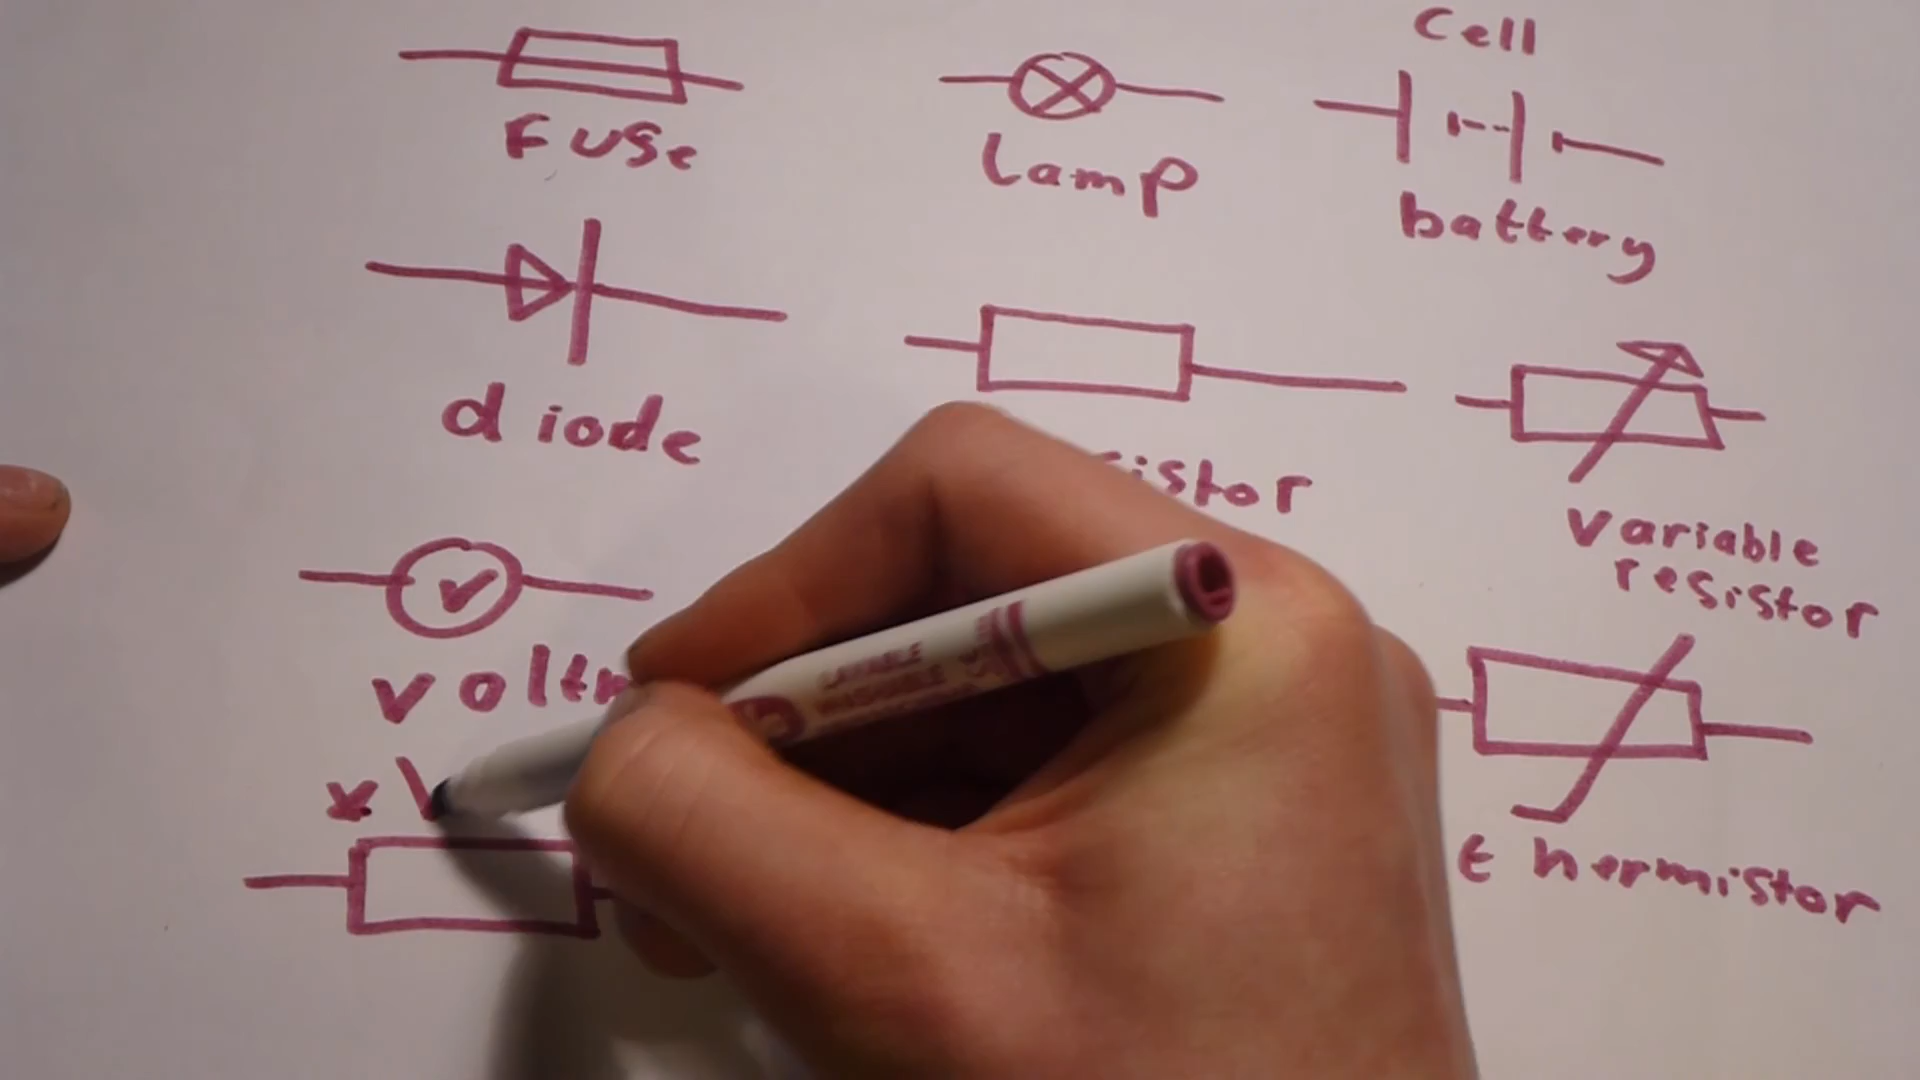 Cell
Fuse
Lamp
battery
diode
variable
resistor
V
thermistor